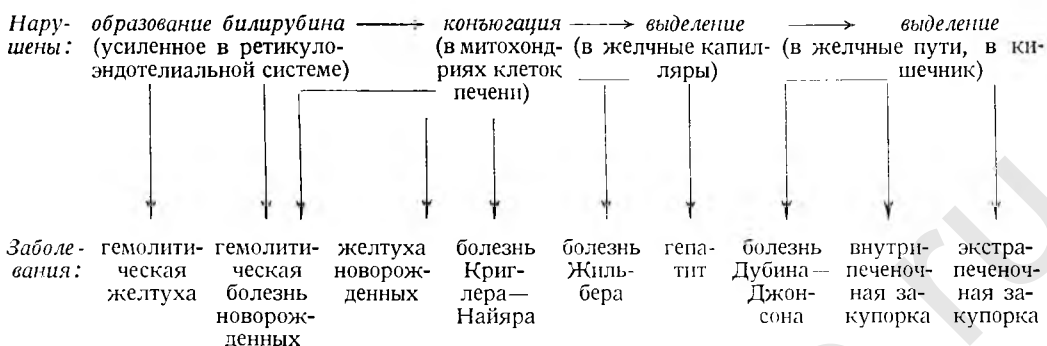 Нару- образование билирубина конъюгация выделение выделение
шены: (усиленное в ретикуло- (в митохонд- (в желчные капил- (в желчные пути, в ки-
эндотелиальной системе) риях клеток ляры) шечник)
печени)
Заболе- гемолити- гемолити- желтуха болезнь болезнь гепа- болезнь внутри- экстра-
вания: ческая ческая новорож- Криг- Жиль- тит Дубина— печеноч- печеноч-
желтуха болезнь денных лера— бера Джон- ная за- ная за-
новорож- Найяра сона купорка купорка
денных
ru